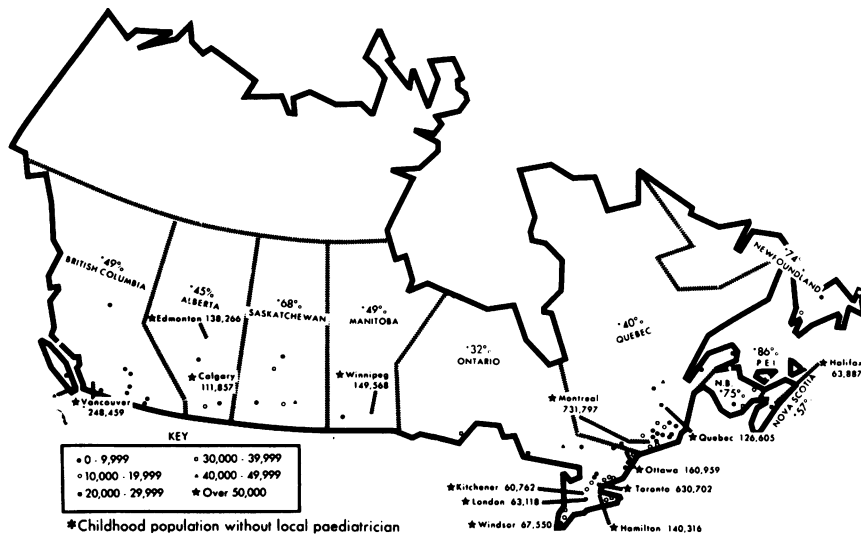 *49%
BRITISH COLUMBIA
*45%
ALBERTA
★Edmonton 138,266
*68%
SASKATCHEWAN
*49%
MANITOBA
*32%
ONTARIO
*40%
QUEBEC
*74%
NEWFOUNDLAND
*86%
P E I
N.B.
*75%
NOVA SCOTIA
*57%
★Halifax
63,887
★Calgary
111,857
★Winnipeg
149,568
★Vancouver
248,459
★Montreal
731,797
★Quebec 126,605
★Ottawa 160,959
★Kitchener 60,762
★Toronto 630,702
★London 63,118
★Windsor 67,550
★Hamilton 140,316
KEY
0 - 9,999
10,000 - 19,999
20,000 - 29,999
30,000 - 39,999
40,000 - 49,999
★Over 50,000
*Childhood population without local paediatrician